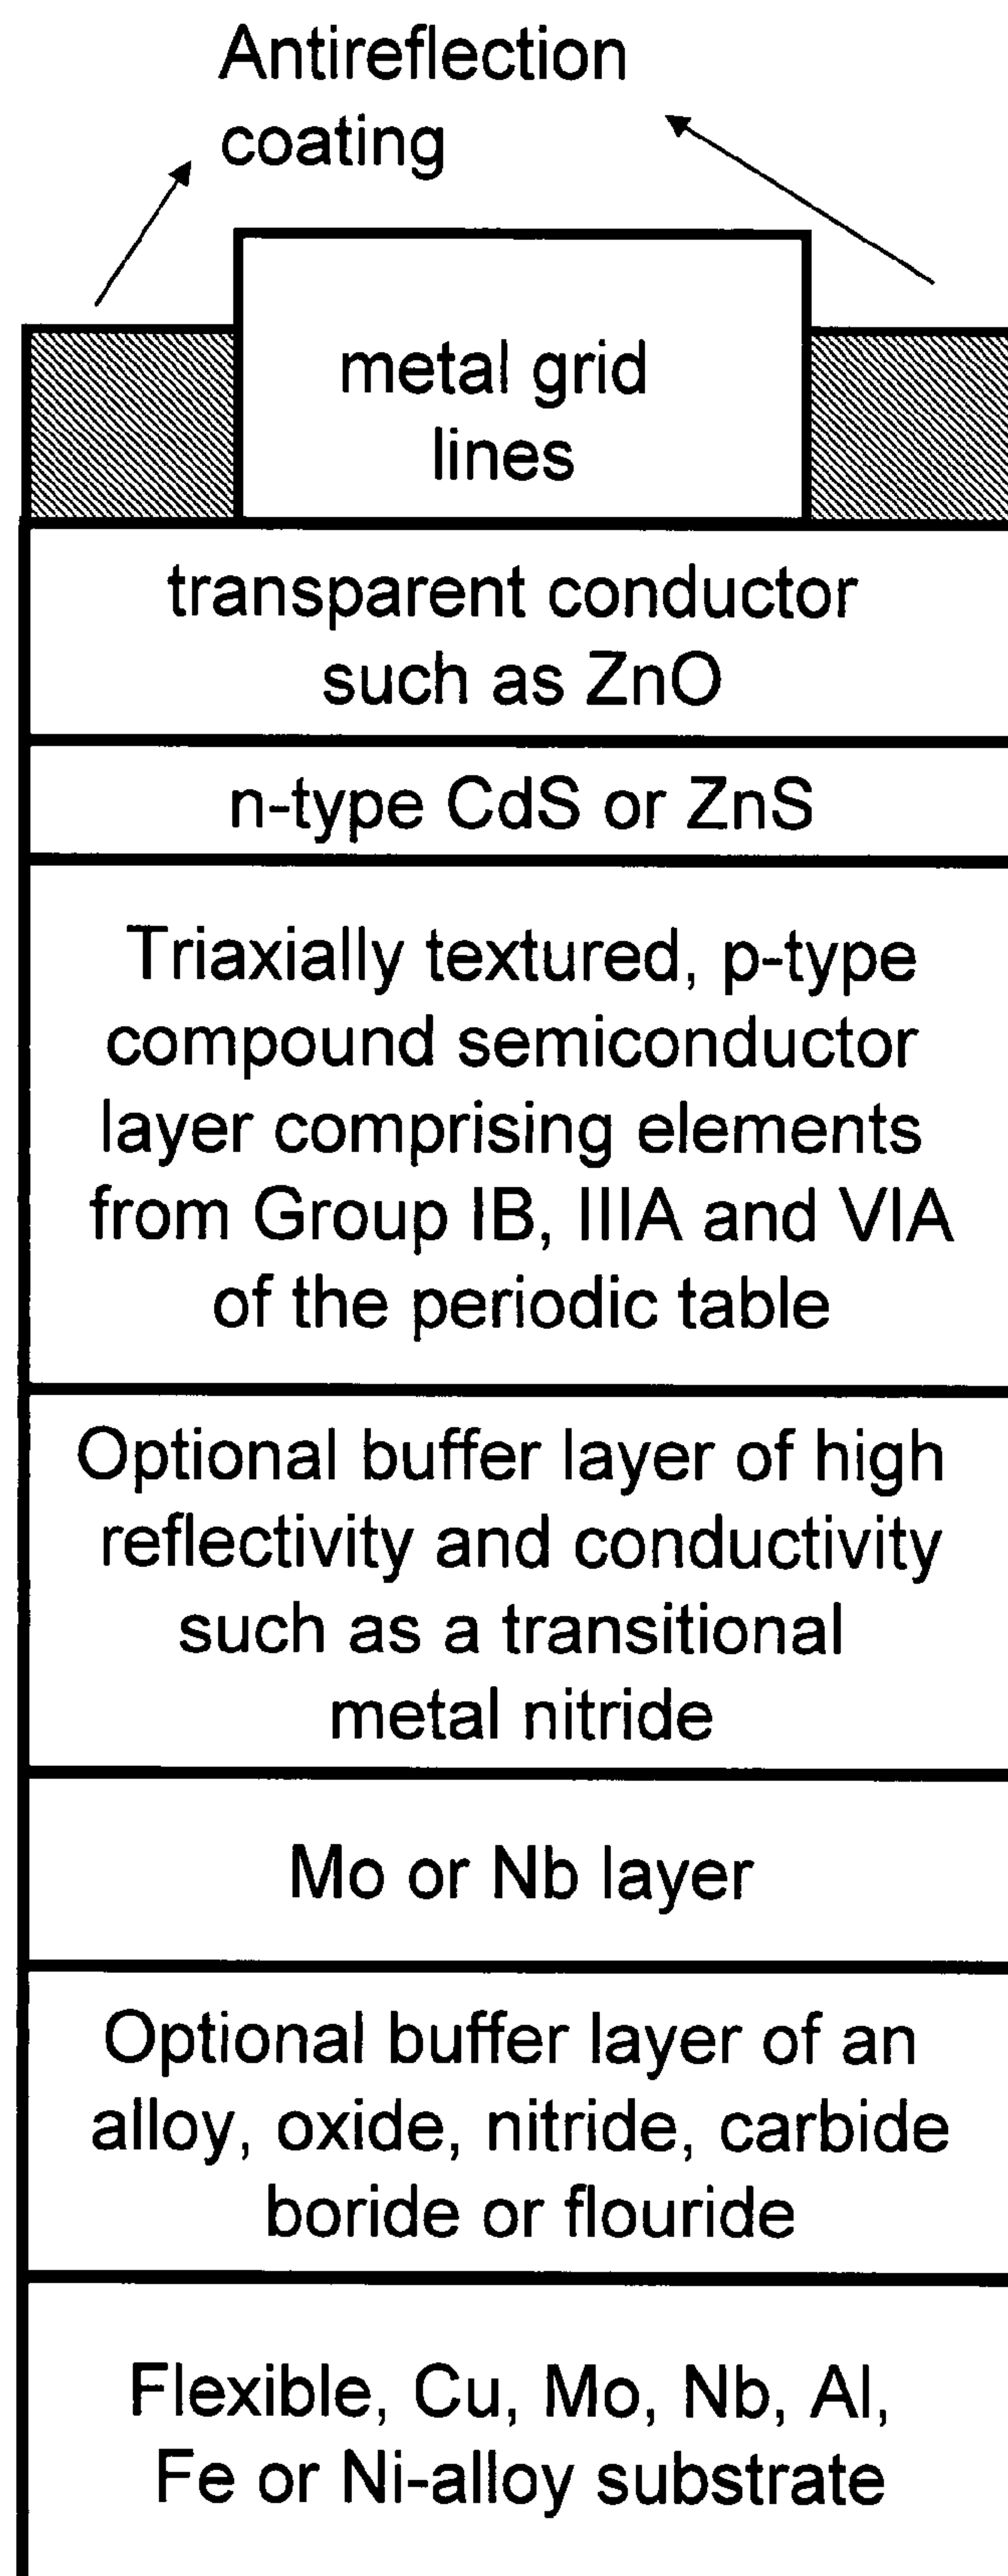 Antireflection
coating
metal grid
lines
transparent conductor
such as ZnO
n-type CdS or ZnS
Triaxially textured, p-type
compound semiconductor
layer comprising elements
from Group IB, IIIA and VIA
of the periodic table
Optional buffer layer of high
reflectivity and conductivity
such as a transitional
metal nitride
Mo or Nb layer
Optional buffer layer of an
alloy, oxide, nitride, carbide
boride or flouride
Flexible, Cu, Mo, Nb, Al,
Fe or Ni-alloy substrate